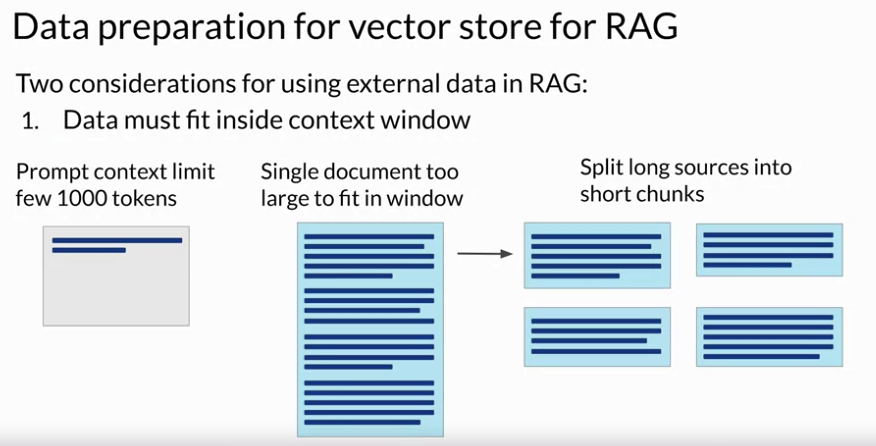 Data preparation for vector store for RAG
Two considerations for using external data in RAG:
1. Data must fit inside context window
Prompt context limit
few 1000 tokens
Single document too
large to fit in window
Split long sources into
short chunks